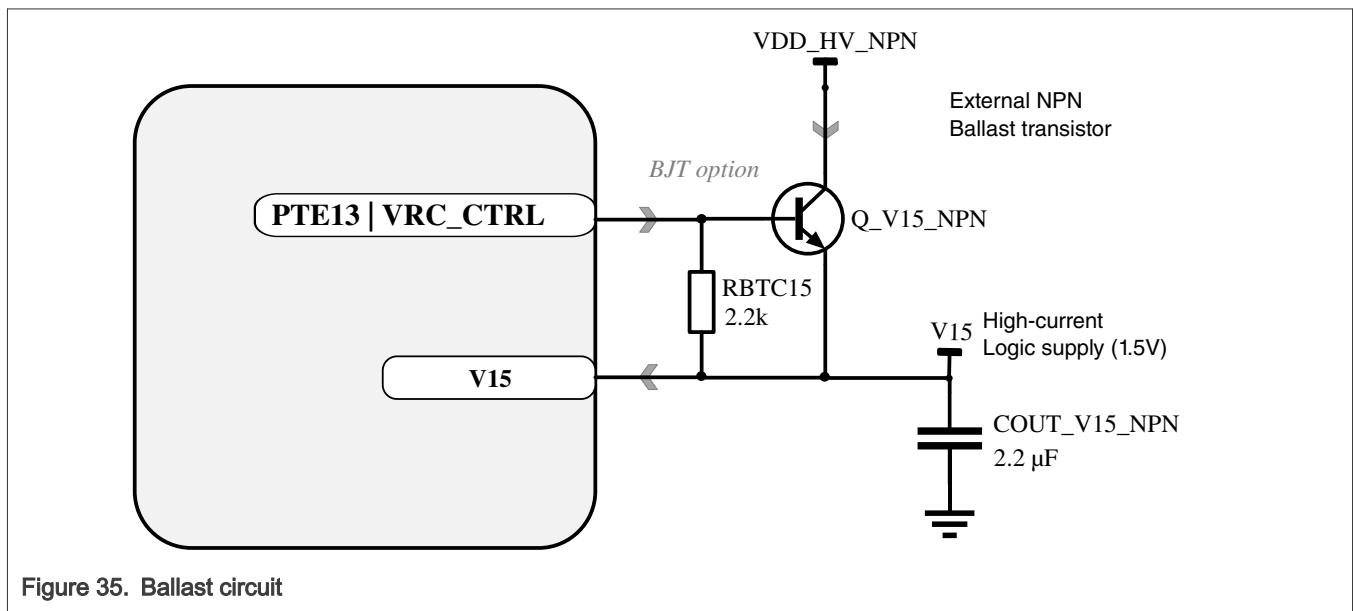 VDD_HV_NPN
External NPN
Ballast transistor
BJT option
PTE13 | VRC_CTRL
Q_V15_NPN
RBTC15
2.2k
V15
High-current
Logic supply (1.5V)
V15
COUT_V15_NPN
2.2 µF
Figure 35. Ballast circuit